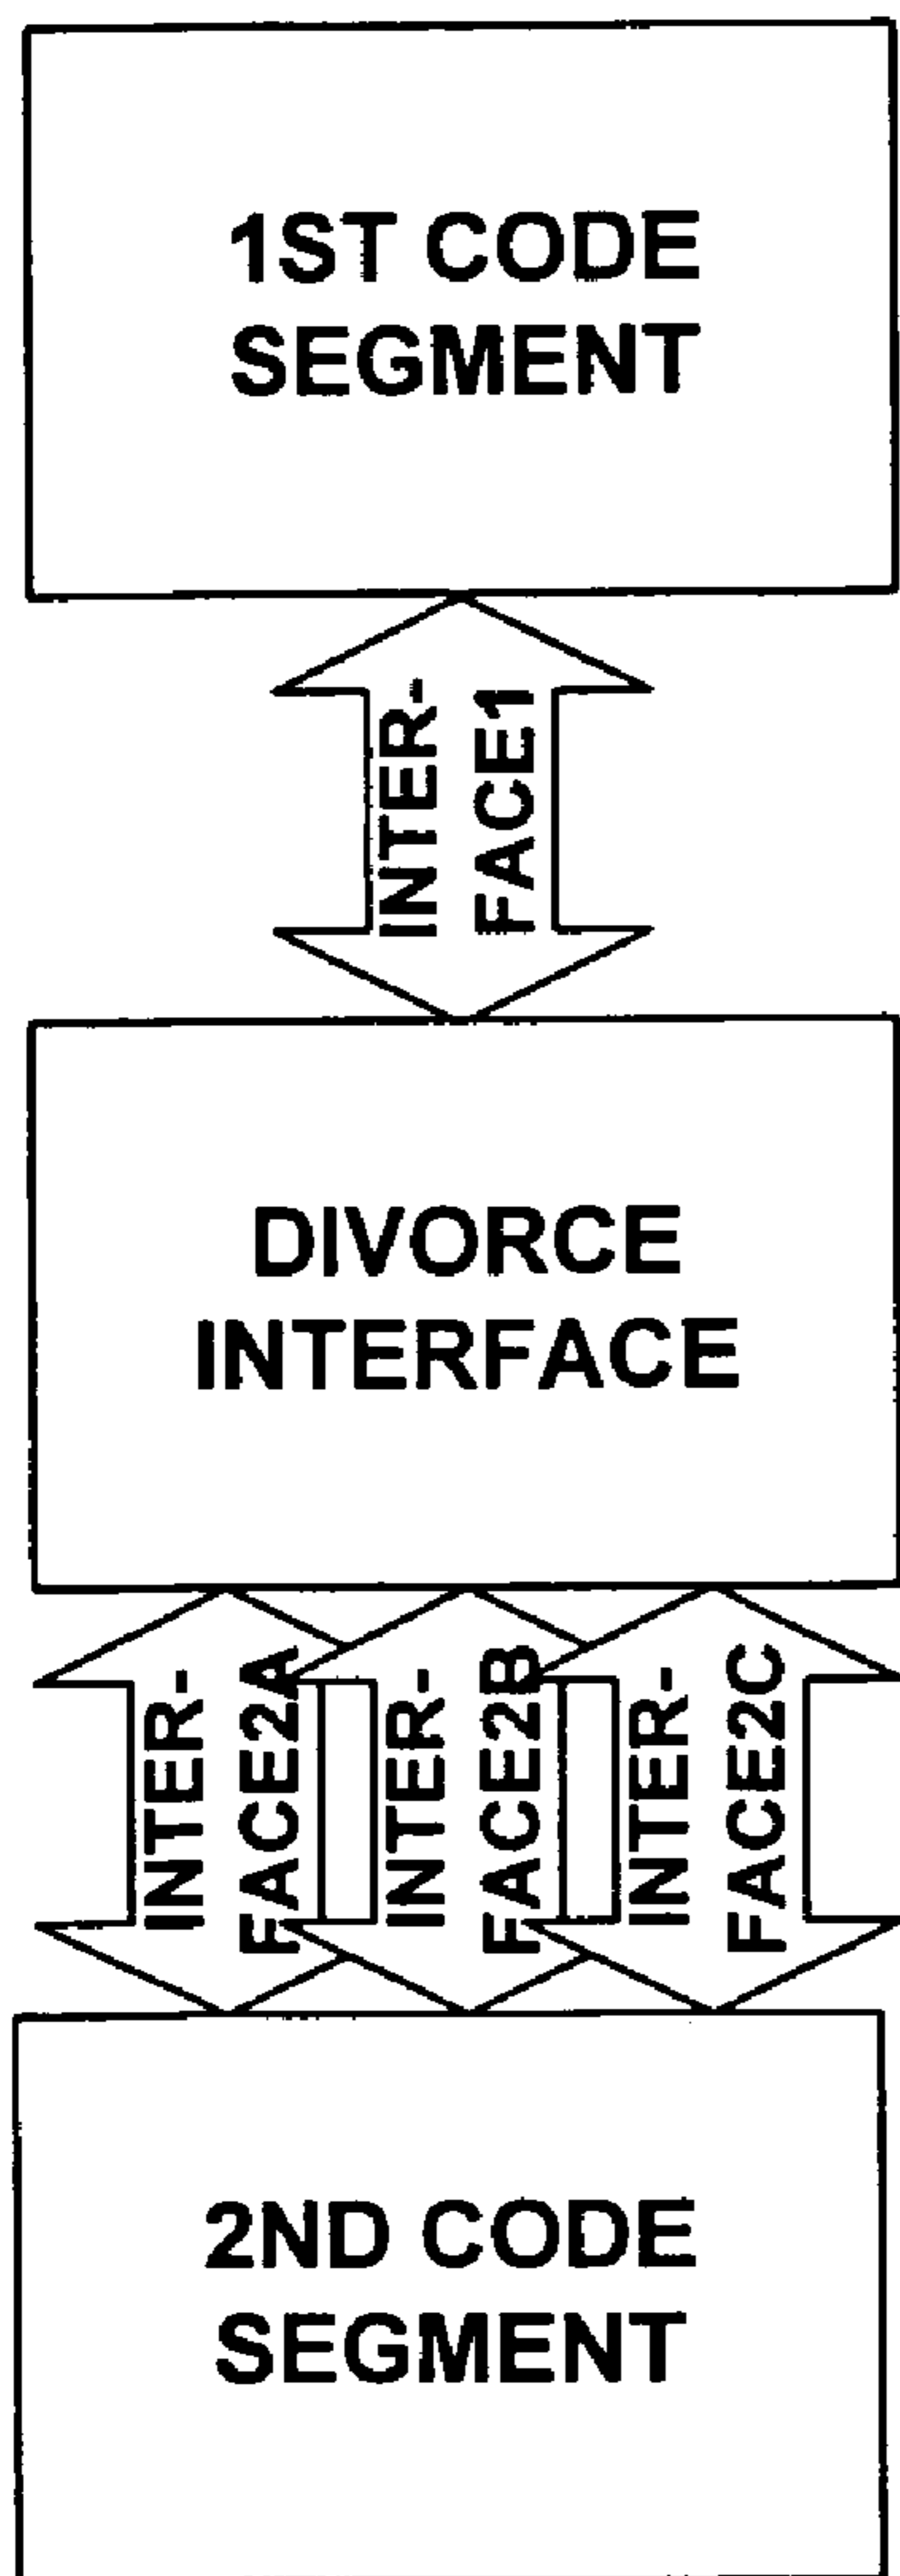 1ST CODE
SEGMENT
INTER-
FACE1
DIVORCE
INTERFACE
INTER-
FACE2A
INTER-
FACE2B
INTER-
FACE2C
2ND CODE
SEGMENT